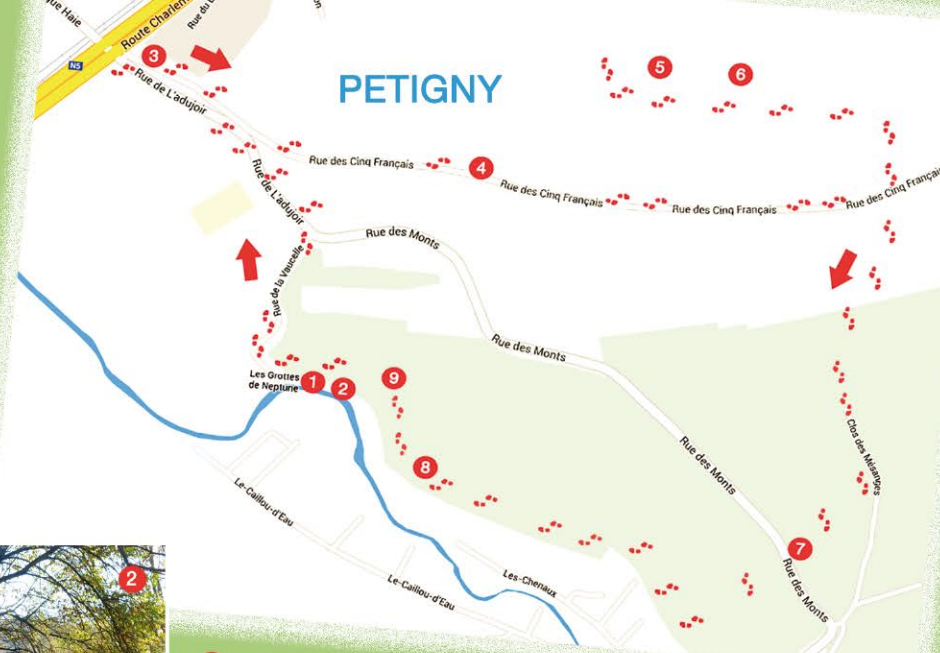 Route Charlem
Rue du
N5
3
Rue de L'adujoir
PETIGNY
5
6
Rue des Cinq Français
4
Rue des Cinq Français
Rue des Cinq Français
Rue des Cinq Français
Rue de L'adujoir
Rue des Monts
Rue de la Vaucelle
Rue des Monts
Les Grottes
de Neptune
1
2
9
8
Clos des Mésanges
Rue des Monts
7
Rue des Monts
Le-Caillou-d'Eau
Le-Caillou-d'Eau
Les-Chenaux
2